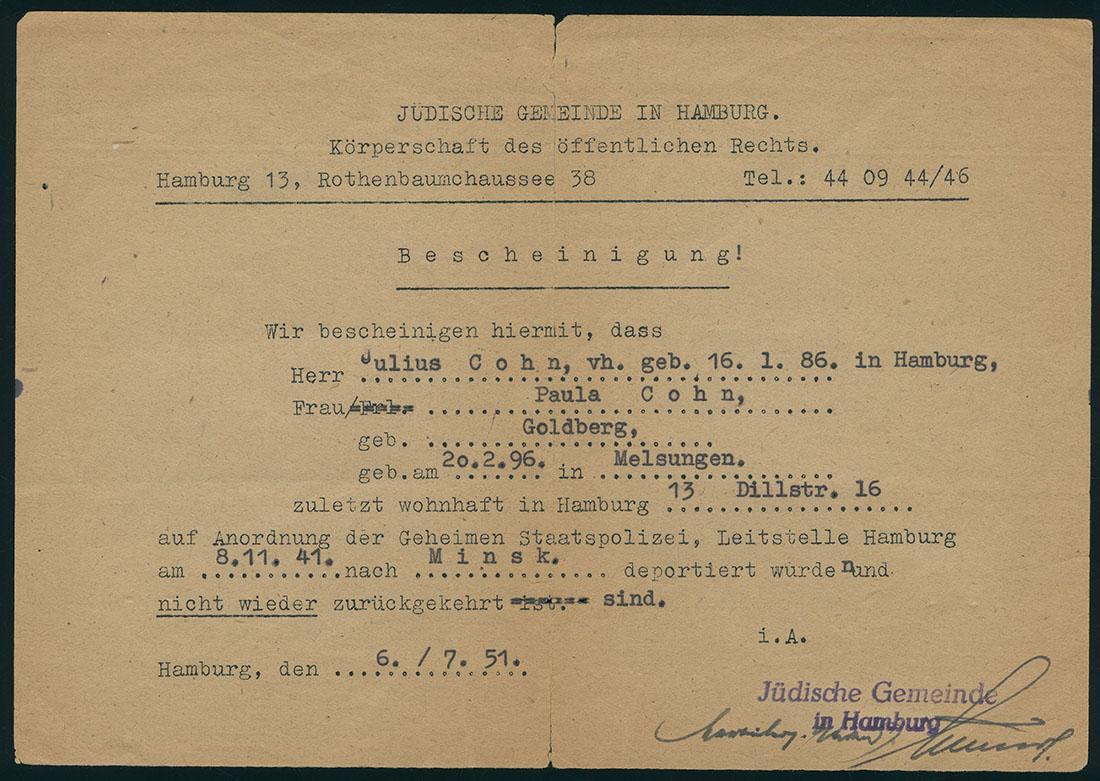 JÜDISCHE GEMEINDE IN HAMBURG.
Körperschaft des öffentlichen Rechts.
Hamburg 13, Rothenbaumchaussee 38 Tel.: 44 09 44/46
B e s c h e i n i g u n g !
Wir bescheinigen hiermit, dass
Herr Julius C o h n, vh. geb. 16. 1. 86. in Hamburg,
Frau/Frl. Paula C o h n,
geb. Goldberg,
geb.am 20.2.96. in Melsungen.
zuletzt wohnhaft in Hamburg 13 Dillstr. 16
auf Anordnung der Geheimen Staatspolizei, Leitstelle Hamburg
am 8.11. 41. nach M i n s k. deportiert wurden und
nicht wieder zurückgekehrt ist. sind.
i.A.
Hamburg, den 6. / 7. 51.
Jüdische Gemeinde
in Hamburg